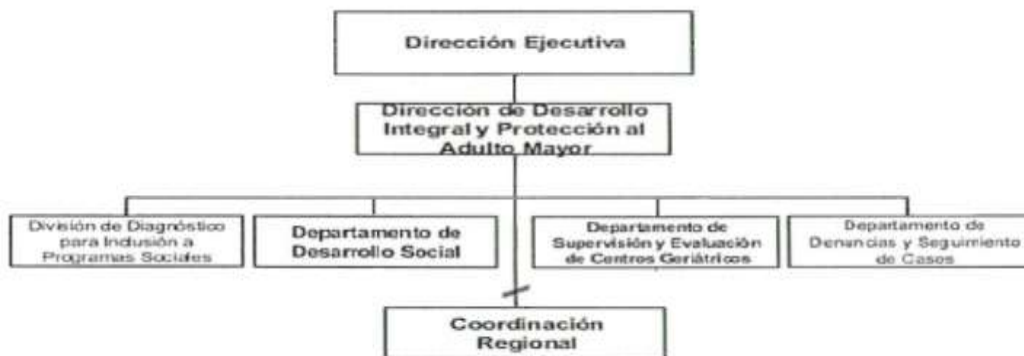 Dirección Ejecutiva
Dirección de Desarrollo
Integral y Protección al
Adulto Mayor
División de Diagnóstico
para Inclusión a
Programas Sociales
Departamento de
Desarrollo Social
Departamento de
Supervisión y Evaluación
de Centros Geriátricos
Departamento de
Denuncias y Seguimiento
de Casos
Coordinación
Regional